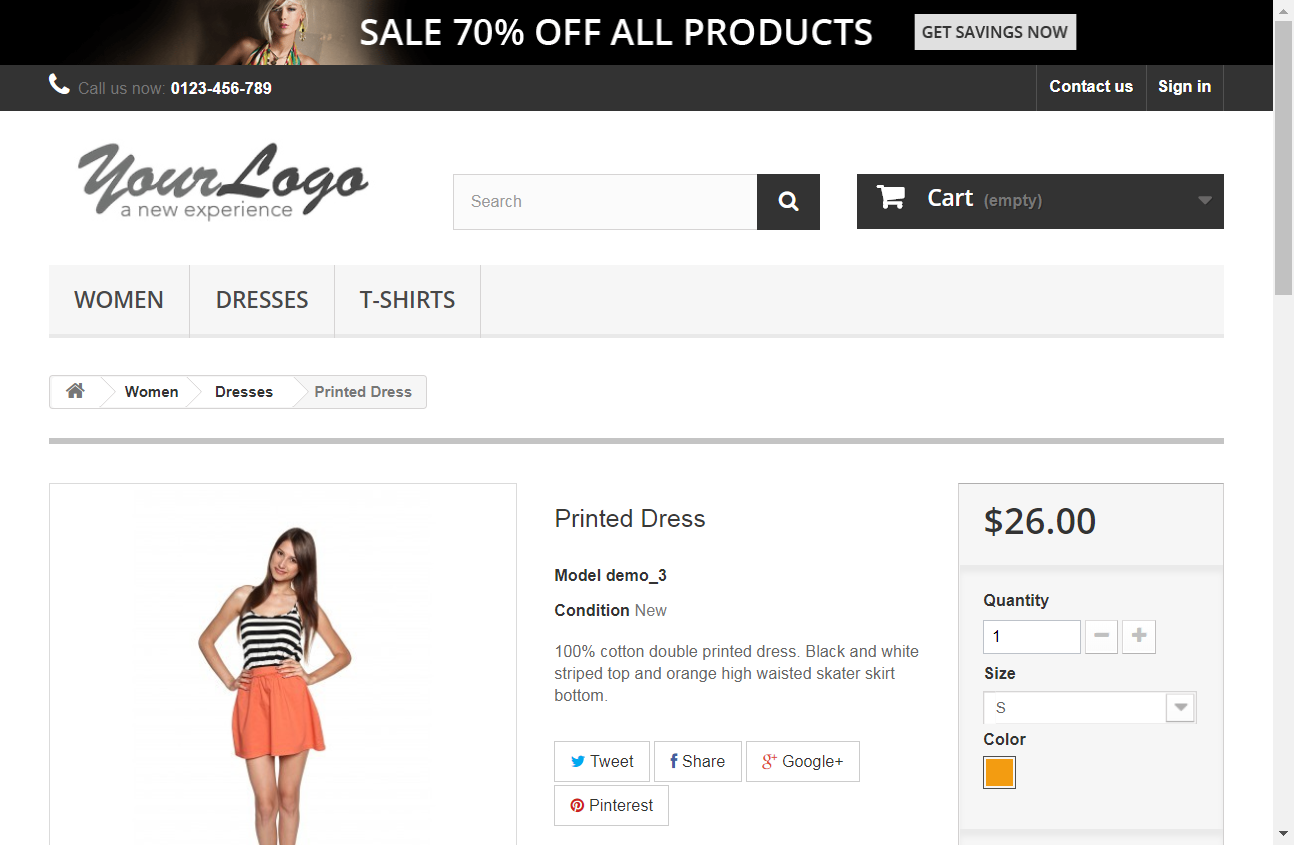 SALE 70% OFF ALL PRODUCTS
GET SAVINGS NOW
Call us now: 0123-456-789
Contact us
Sign in
YourLogo
a new experience
Search
Cart (empty)
WOMEN
DRESSES
T-SHIRTS
Women
Dresses
Printed Dress
Printed Dress
Model demo_3
Condition New
100% cotton double printed dress. Black and white
striped top and orange high waisted skater skirt
bottom.
Tweet
Share
Google+
Pinterest
$26.00
Quantity
1
Size
S
Color